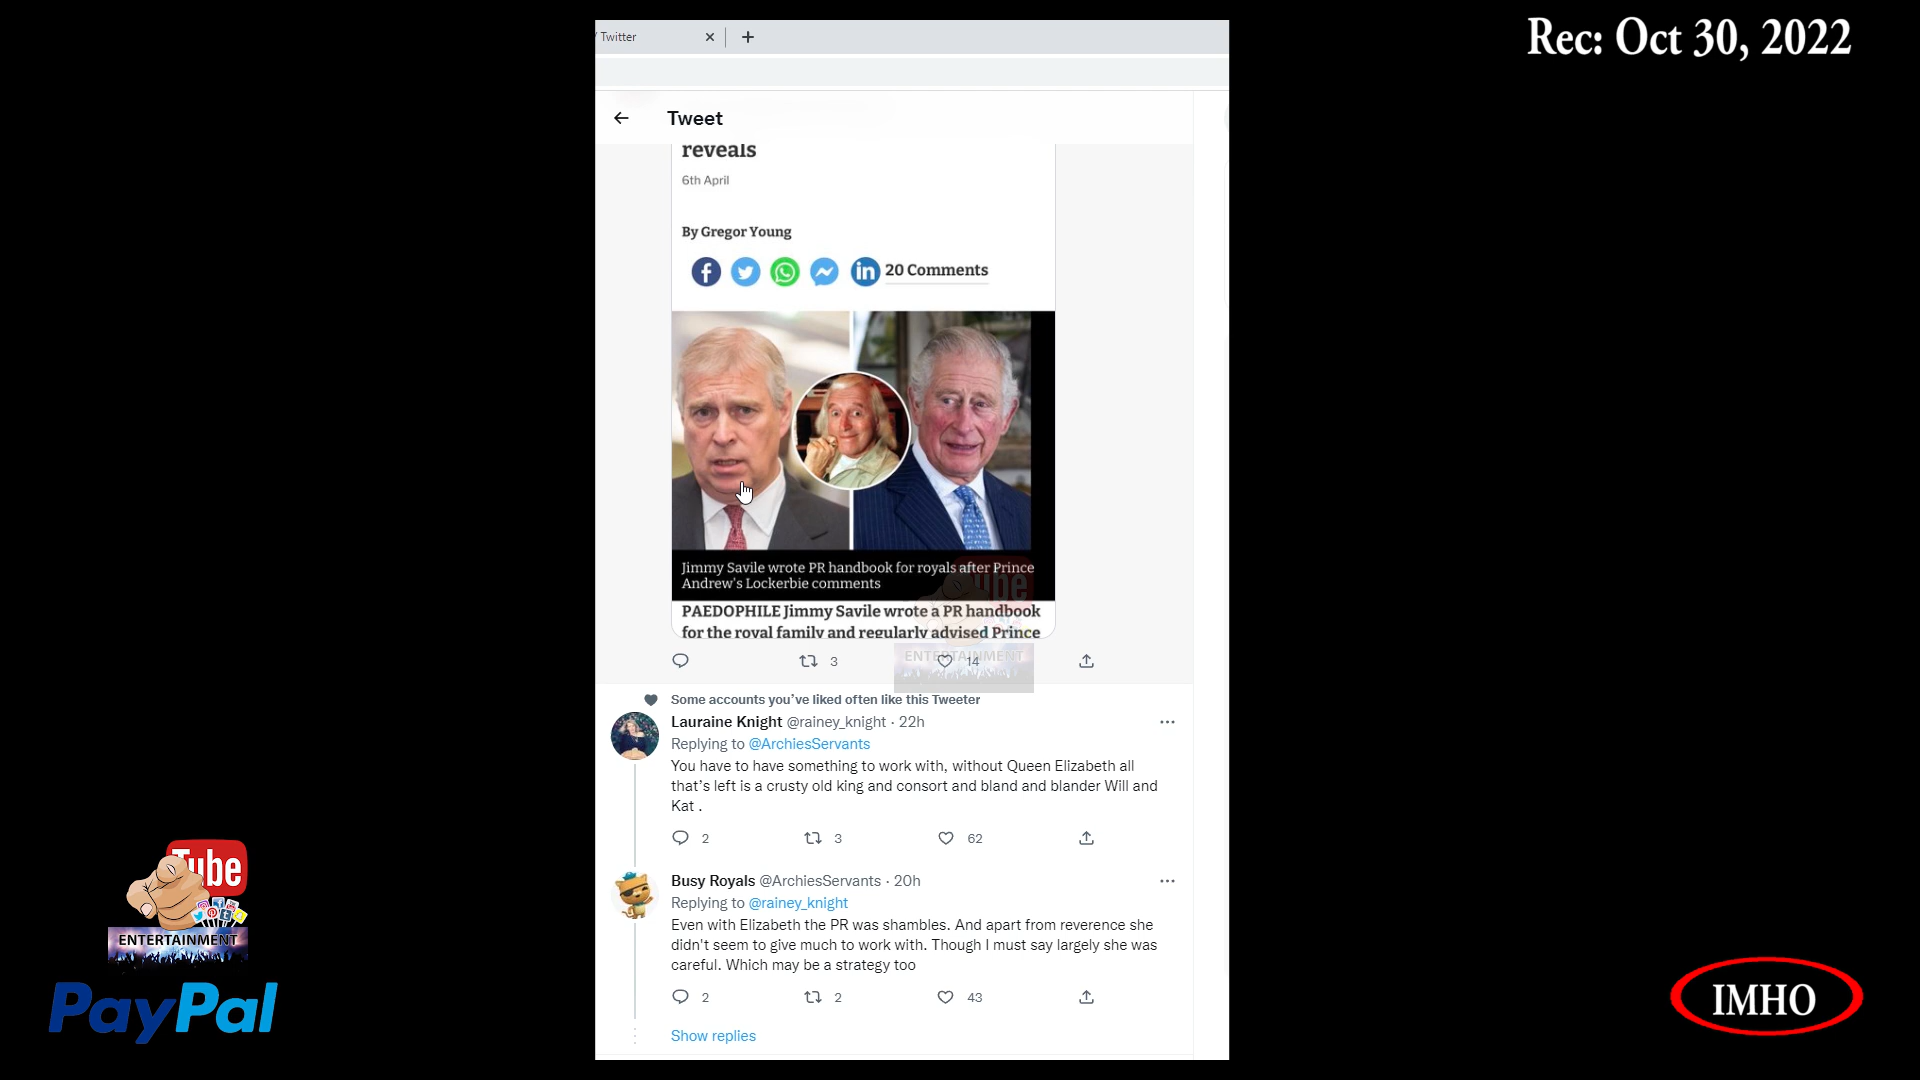 / Twitter
Rec: Oct 30, 2022
Tweet
reveals
6th April
By Gregor Young
20 Comments
Jimmy Savile wrote PR handbook for royals after Prince
Andrew's Lockerbie comments
PAEDOPHILE Jimmy Savile wrote a PR handbook
for the royal family and regularly advised Prince
Tube
ENTERTAINMENT
3
14
Some accounts you've liked often like this Tweeter
Lauraine Knight @rainey_knight · 22h
Replying to @ArchiesServants
You have to have something to work with, without Queen Elizabeth all
that's left is a crusty old king and consort and bland and blander Will and
Kat .
2
3
62
Busy Royals @ArchiesServants · 20h
Replying to @rainey_knight
Even with Elizabeth the PR was shambles. And apart from reverence she
didn't seem to give much to work with. Though I must say largely she was
careful. Which may be a strategy too
2
2
43
Show replies
Tube
ENTERTAINMENT
PayPal
IMHO